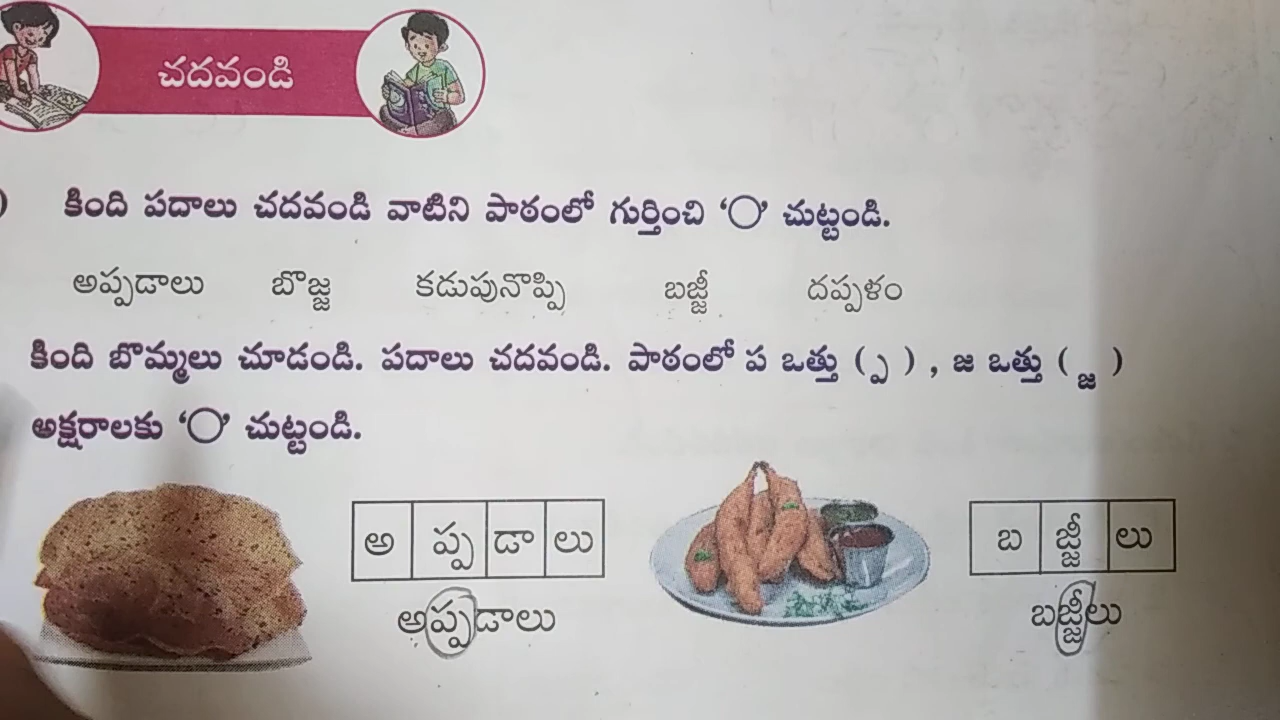 చదవండి
) కింది పదాలు చదవండి వాటిని పాఠంలో గుర్తించి ‘○’ చుట్టండి.
అప్పడాలు బొజ్జ కడుపునొప్పి బజ్జీ దప్పళం
కింది బొమ్మలు చూడండి. పదాలు చదవండి. పాఠంలో ప ఒత్తు ( ్ప ) , జ ఒత్తు ( ్జ )
అక్షరాలకు ‘○’ చుట్టండి.
అ ప్ప డా లు బ జ్జీ లు
అప్పడాలు బజ్జీలు